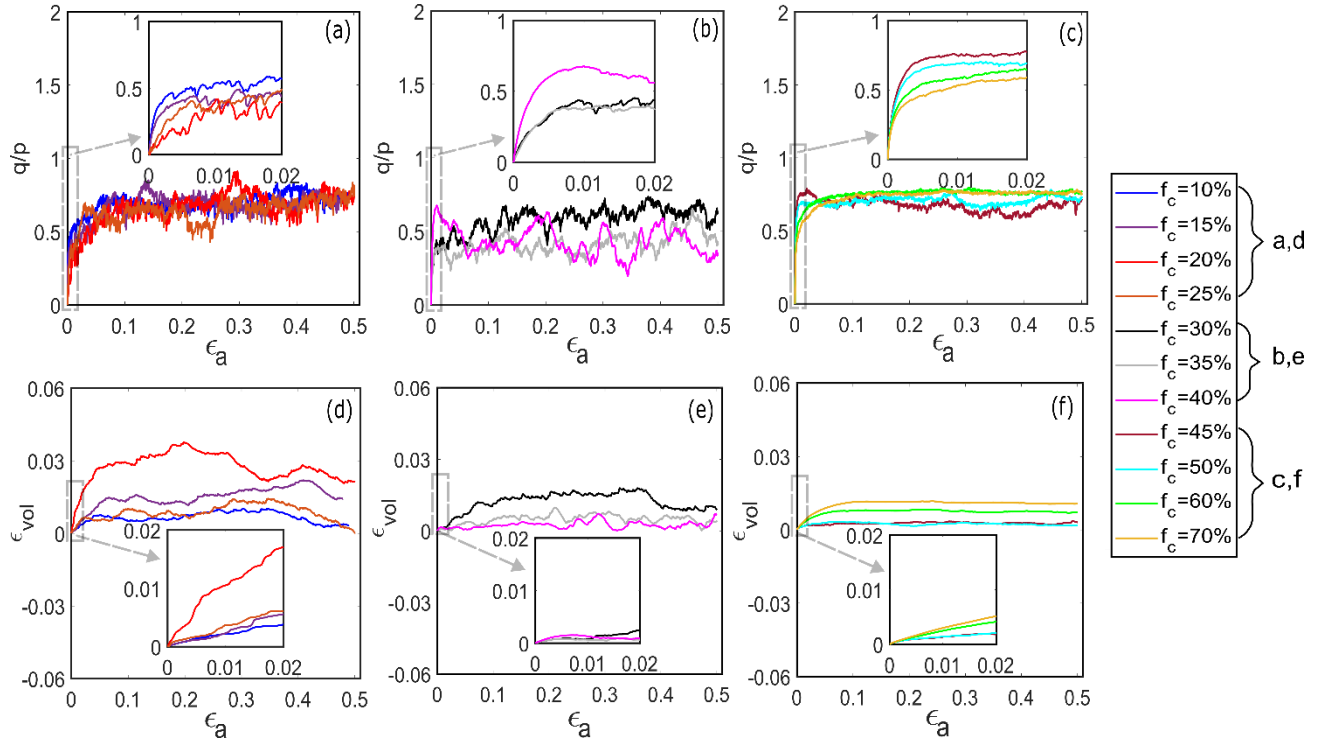 (a)
2
1.5
1
0.5
0
q/p
1
0.5
0
0 0.01 0.02
0 0.1 0.2 0.3 0.4 0.5
ϵa
(b)
2
1.5
1
0.5
0
q/p
1
0.5
0
0 0.01 0.02
0 0.1 0.2 0.3 0.4 0.5
ϵa
(c)
2
1.5
1
0.5
0
q/p
1
0.5
0
0 0.01 0.02
0 0.1 0.2 0.3 0.4 0.5
ϵa
(d)
0.06
0.03
0
-0.03
-0.06
ϵvol
0.02
0.01
0
0 0.01 0.02
0 0.1 0.2 0.3 0.4 0.5
ϵa
(e)
0.06
0.03
0
-0.03
-0.06
ϵvol
0.02
0.01
0
0 0.01 0.02
0 0.1 0.2 0.3 0.4 0.5
ϵa
(f)
0.06
0.03
0
-0.03
-0.06
ϵvol
0.02
0.01
0
0 0.01 0.02
0 0.1 0.2 0.3 0.4 0.5
ϵa
fc=10%
fc=15%
fc=20%
fc=25%
a,d
fc=30%
fc=35%
fc=40%
b,e
fc=45%
fc=50%
fc=60%
fc=70%
c,f